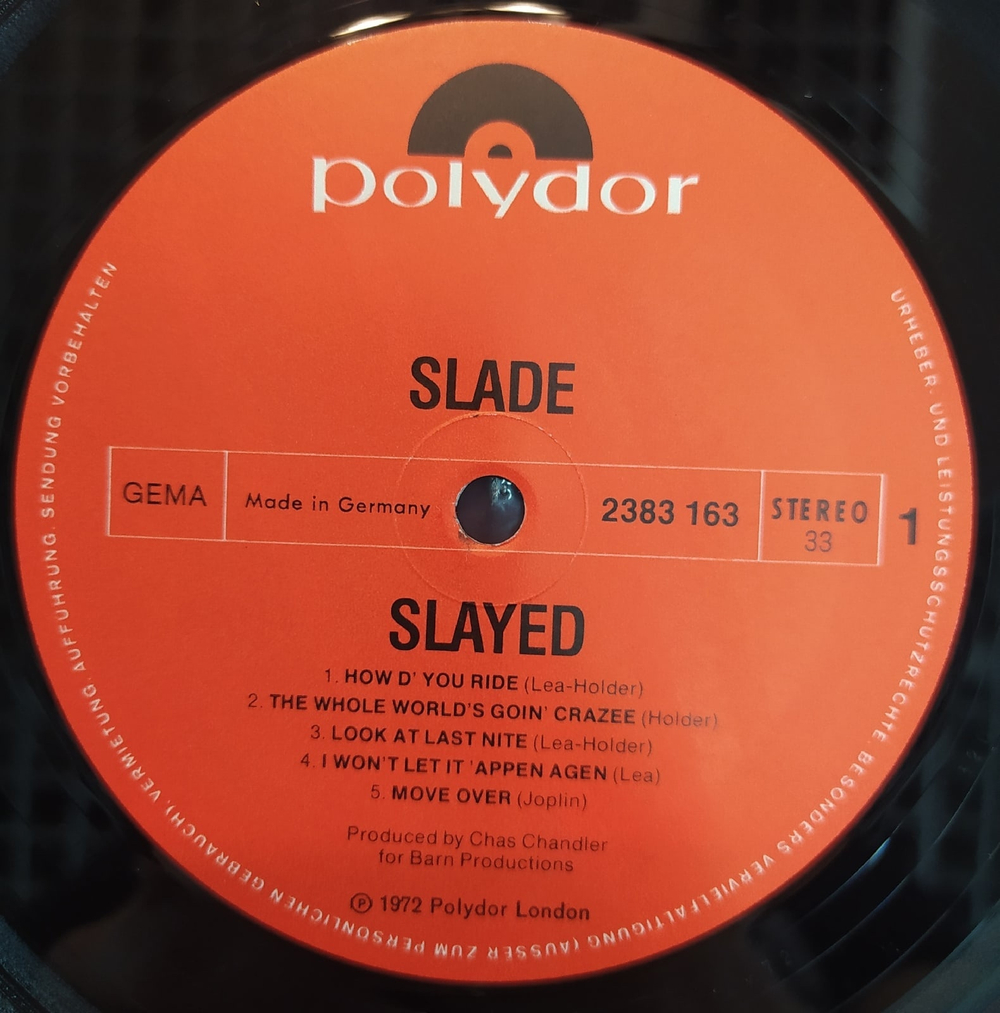 polydor
SLADE
GEMA
Made in Germany
2383 163
STEREO
33
1
SLAYED
1. HOW D' YOU RIDE (Lea-Holder)
2. THE WHOLE WORLD'S GOIN' CRAZEE (Holder)
3. LOOK AT LAST NITE (Lea-Holder)
4. I WON'T LET IT 'APPEN AGEN (Lea)
5. MOVE OVER (Joplin)
Produced by Chas Chandler
for Barn Productions
℗ 1972 Polydor London
URHEBER- UND LEISTUNGSSCHUTZRECHTE, BESONDERS VERVIELFÄLTIGUNG (AUSSER ZUM PERSÖNLICHEN GEBRAUCH), VERMIETUNG, AUFFÜHRUNG, SENDUNG VORBEHALTEN